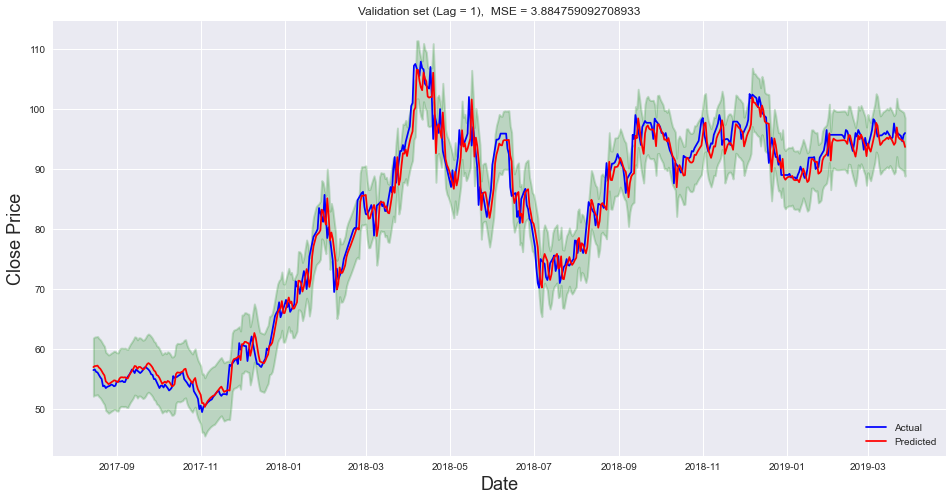 Validation set (Lag = 1),  MSE = 3.884759092708933
Close Price
110
100
90
80
70
60
50
2017-09 2017-11 2018-01 2018-03 2018-05 2018-07 2018-09 2018-11 2019-01 2019-03
Date
Actual
Predicted